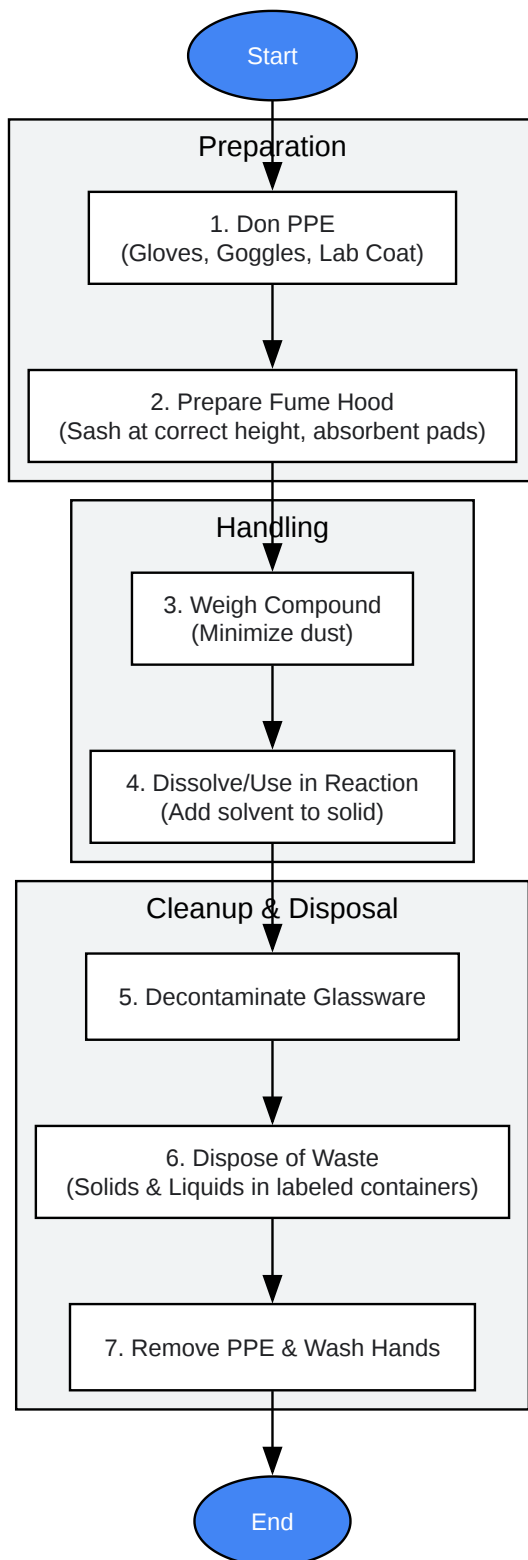 Start
Preparation
1. Don PPE
(Gloves, Goggles, Lab Coat)
2. Prepare Fume Hood
(Sash at correct height, absorbent pads)
Handling
3. Weigh Compound
(Minimize dust)
4. Dissolve/Use in Reaction
(Add solvent to solid)
Cleanup & Disposal
5. Decontaminate Glassware
6. Dispose of Waste
(Solids & Liquids in labeled containers)
7. Remove PPE & Wash Hands
End